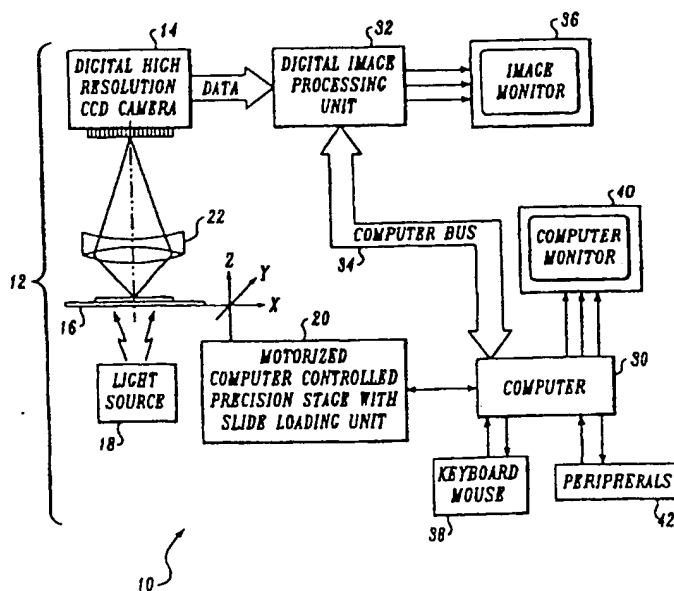 14
DIGITAL HIGH
RESOLUTION
CCD CAMERA
DATA
32
DIGITAL IMAGE
PROCESSING
UNIT
36
IMAGE
MONITOR
22
12
COMPUTER BUS
34
40
COMPUTER
MONITOR
Z
Y
X
16
20
MOTORIZED
COMPUTER CONTROLLED
PRECISION STAGE WITH
SLIDE LOADING UNIT
LIGHT
SOURCE
18
30
COMPUTER
KEYBOARD
MOUSE
38
PERIPRERALS
42
10